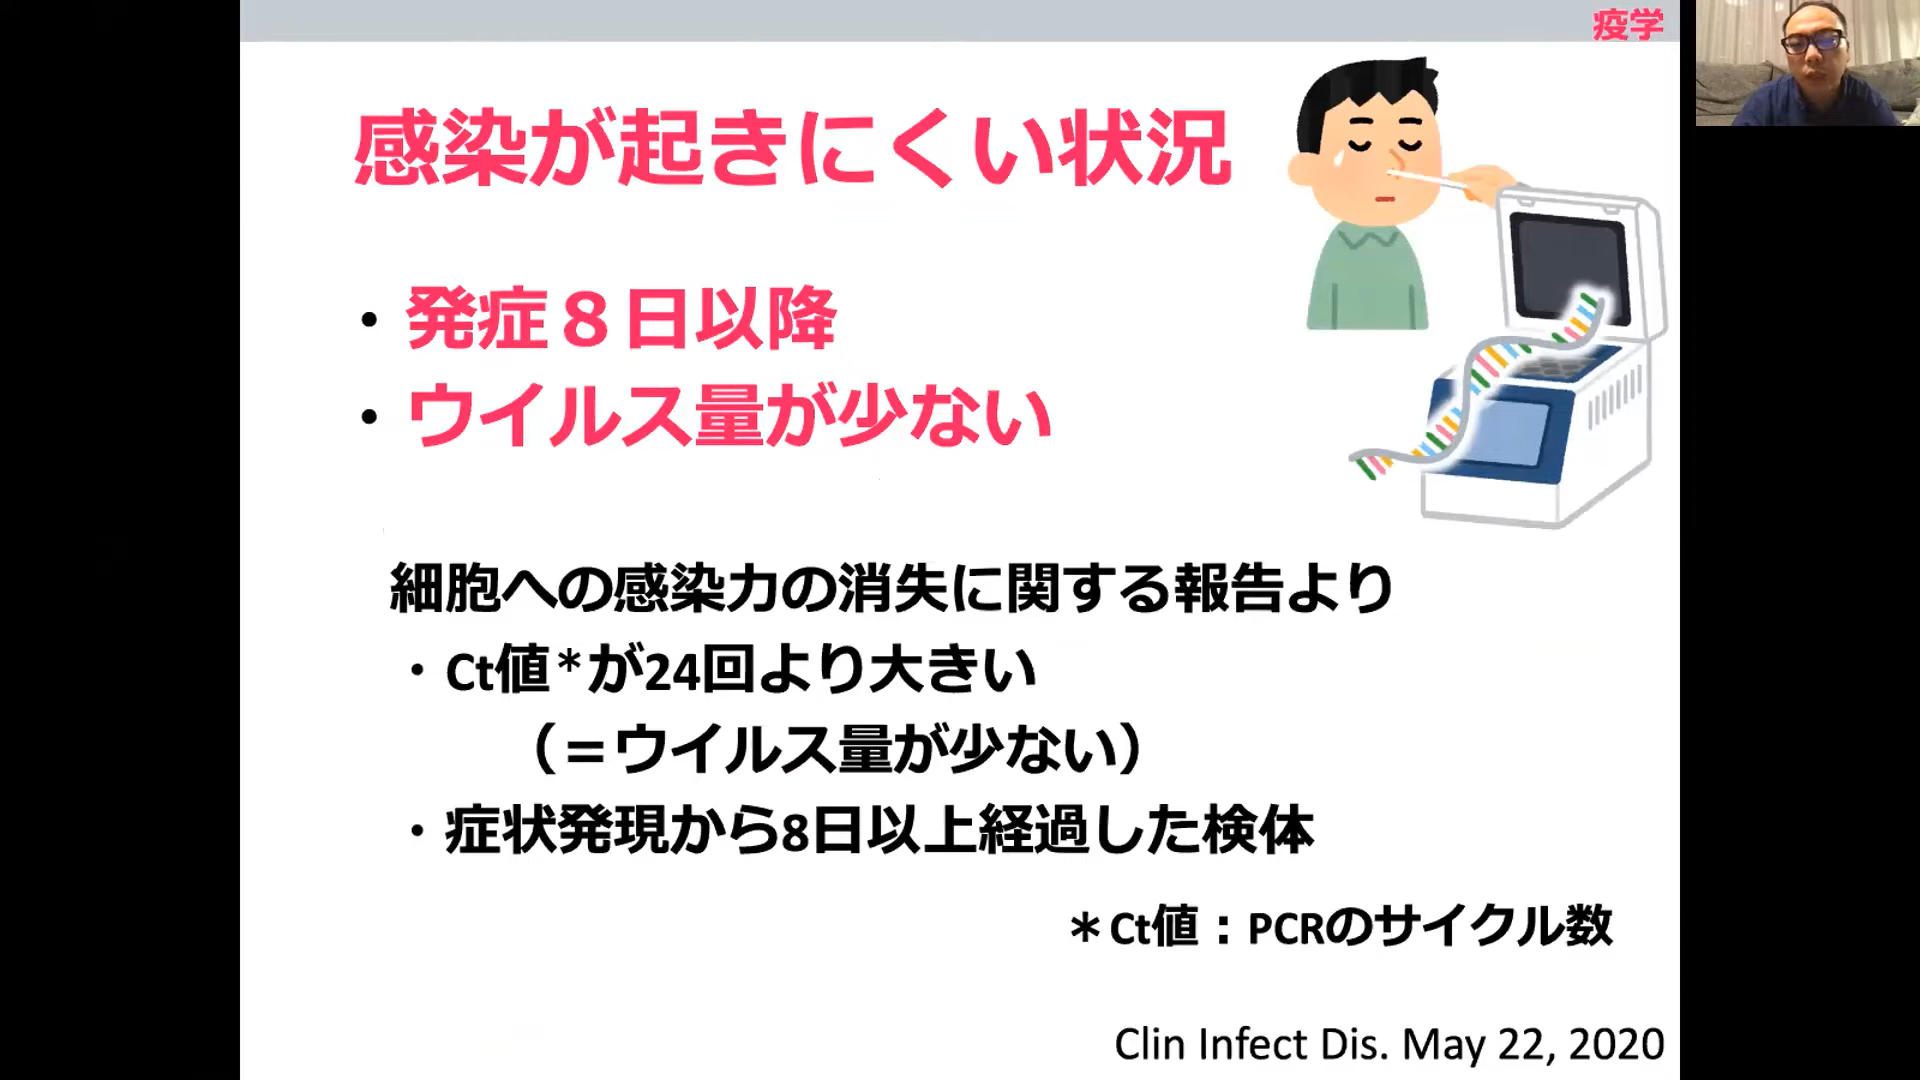 疫学
感染が起きにくい状況
・発症８日以降
・ウイルス量が少ない
細胞への感染力の消失に関する報告より
・Ct値*が24回より大きい
（＝ウイルス量が少ない）
・症状発現から8日以上経過した検体
＊Ct値：PCRのサイクル数
Clin Infect Dis. May 22, 2020